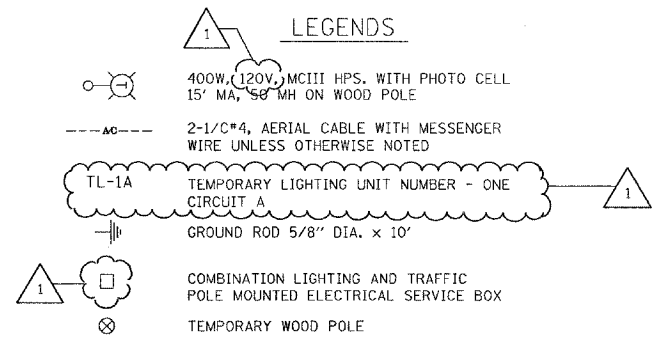 LEGENDS
1
400W, 120V, MCIII HPS. WITH PHOTO CELL
15' MA, 50' MH ON WOOD POLE
A/C
2-1/C#4, AERIAL CABLE WITH MESSENGER
WIRE UNLESS OTHERWISE NOTED
TL-1A TEMPORARY LIGHTING UNIT NUMBER - ONE
CIRCUIT A
1
GROUND ROD 5/8" DIA. x 10'
1
COMBINATION LIGHTING AND TRAFFIC
POLE MOUNTED ELECTRICAL SERVICE BOX
TEMPORARY WOOD POLE